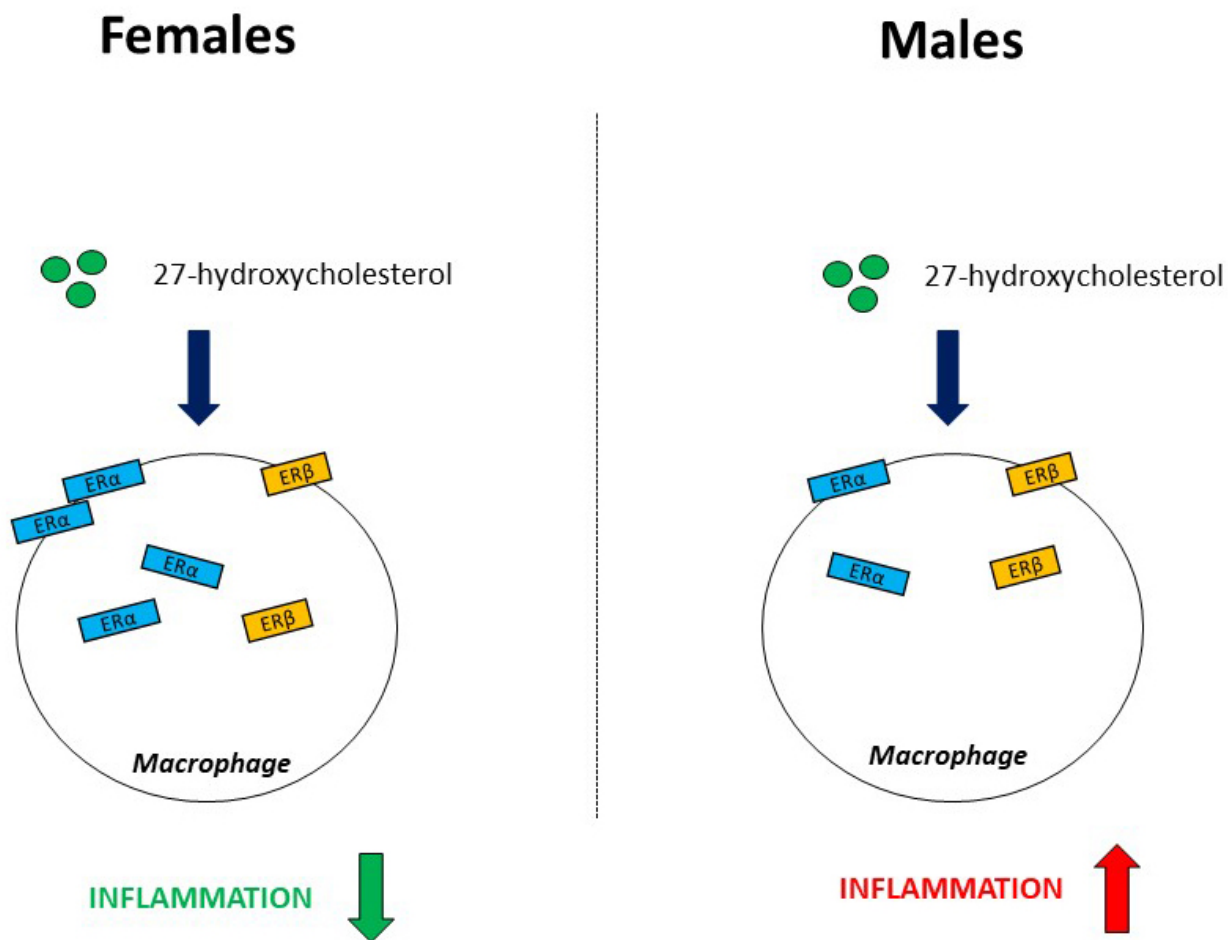 Females
27-hydroxycholesterol
ERα
ERα
ERβ
ERα
ERα
ERβ
Macrophage
INFLAMMATION
Males
27-hydroxycholesterol
ERα
ERβ
ERα
ERβ
Macrophage
INFLAMMATION